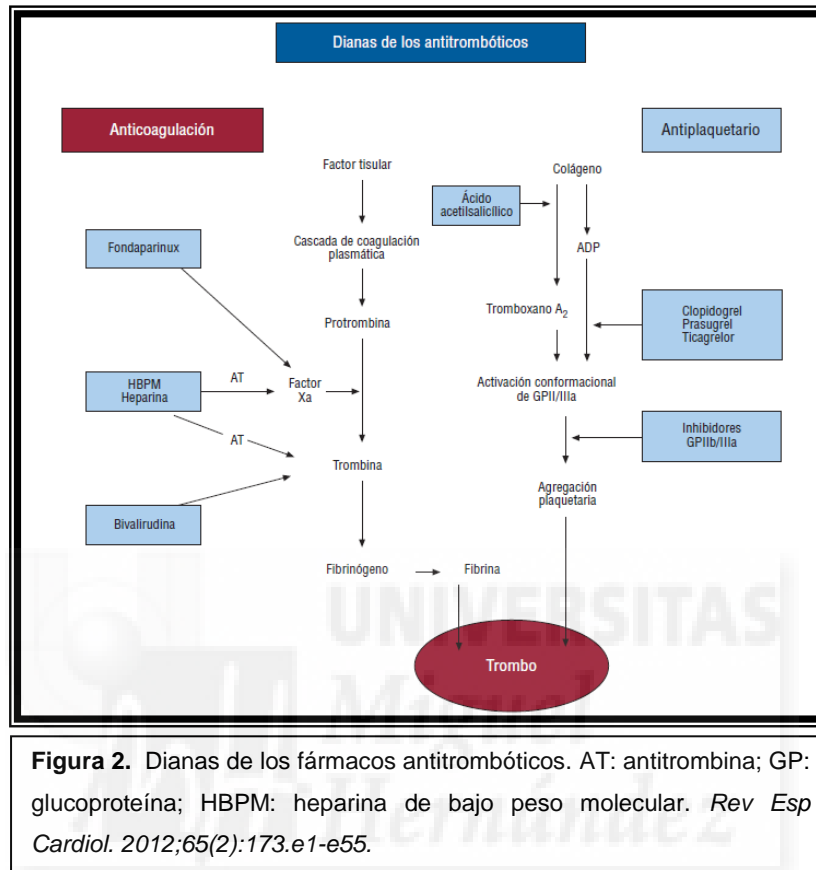 Dianas de los antitrombóticos
Anticoagulación
Antiplaquetario
Factor tisular
Colágeno
Ácido
acetilsalicílico
Fondaparinux
Cascada de coagulación
plasmática
ADP
Protrombina
Tromboxano A2
Clopidogrel
Prasugrel
Ticagrelor
HBPM
Heparina
AT
Factor
Xa
Activación conformacional
de GPII/IIIa
AT
Inhibidores
GPIIb/IIIa
Trombina
Agregación
plaquetaria
Bivalirudina
Fibrinógeno
Fibrina
Trombo
UNIVERSITAS
Miguel
Hernández
Figura 2. Dianas de los fármacos antitrombóticos. AT: antitrombina; GP:
glucoproteína; HBPM: heparina de bajo peso molecular. Rev Esp
Cardiol. 2012;65(2):173.e1-e55.